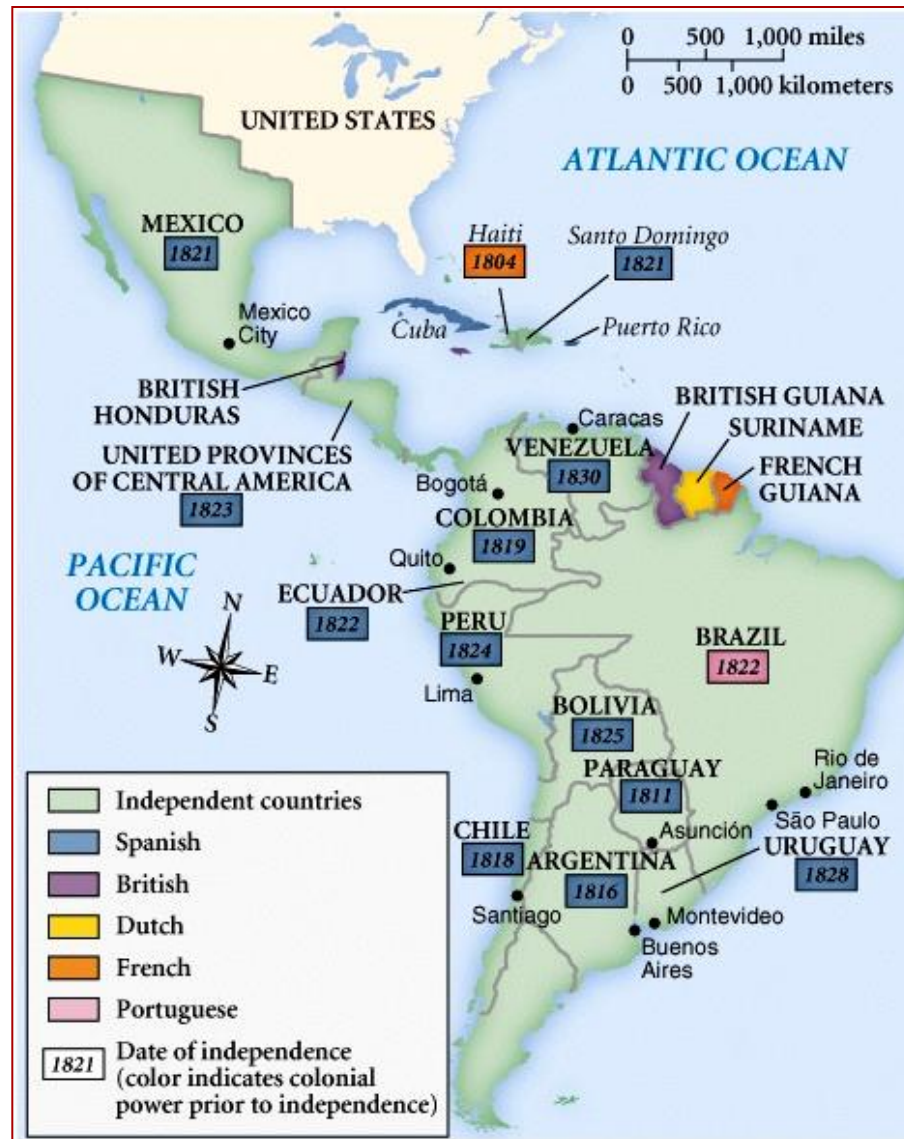 0 500 1,000 miles
0 500 1,000 kilometers
UNITED STATES
ATLANTIC OCEAN
MEXICO
1821
Haiti
1804
Santo Domingo
1821
Mexico
City
Cuba
Puerto Rico
BRITISH
HONDURAS
BRITISH GUIANA
SURINAME
FRENCH
GUIANA
Caracas
VENEZUELA
1830
UNITED PROVINCES
OF CENTRAL AMERICA
1823
Bogotá
COLOMBIA
1819
PACIFIC
OCEAN
Quito
ECUADOR
1822
N
W
E
S
PERU
1824
Lima
BRAZIL
1822
BOLIVIA
1825
PARAGUAY
1811
Rio de
Janeiro
São Paulo
Asunción
URUGUAY
1828
CHILE
1818
ARGENTINA
1816
Santiago
Montevideo
Buenos
Aires
Independent countries
Spanish
British
Dutch
French
Portuguese
1821
Date of independence
(color indicates colonial
power prior to independence)